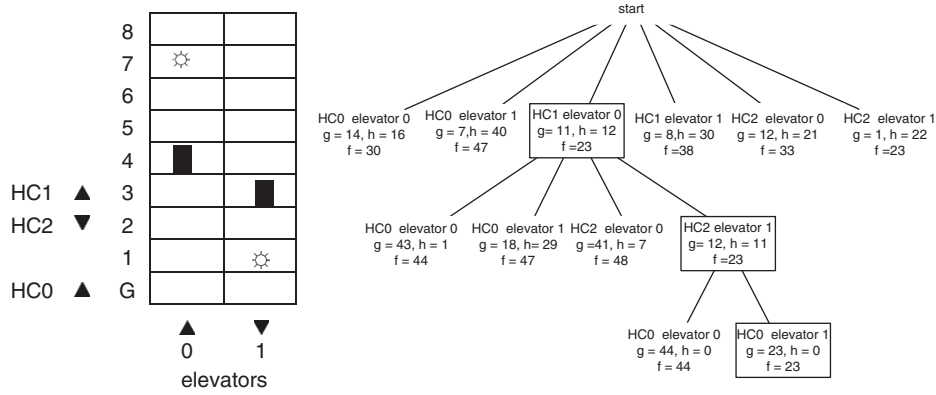 8
7
6
5
4
HC1 ▲ 3
HC2 ▼ 2
1
HC0 ▲ G
▲ ▼
0 1
elevators
start
HC0 elevator 0
g = 14, h = 16
f = 30
HC0 elevator 1
g = 7,h = 40
f = 47
HC1 elevator 0
g= 11, h = 12
f =23
HC1 elevator 1
g = 8,h = 30
f =38
HC2 elevator 0
g = 12, h = 21
f = 33
HC2 elevator 1
g = 1, h = 22
f = 23
HC0 elevator 0
g = 43, h = 1
f = 44
HC0 elevator 1
g = 18, h= 29
f = 47
HC2 elevator 0
g =41, h = 7
f = 48
HC2 elevator 1
g= 12, h = 11
f =23
HC0 elevator 0
g = 44, h = 0
f = 44
HC0 elevator 1
g = 23, h = 0
f = 23